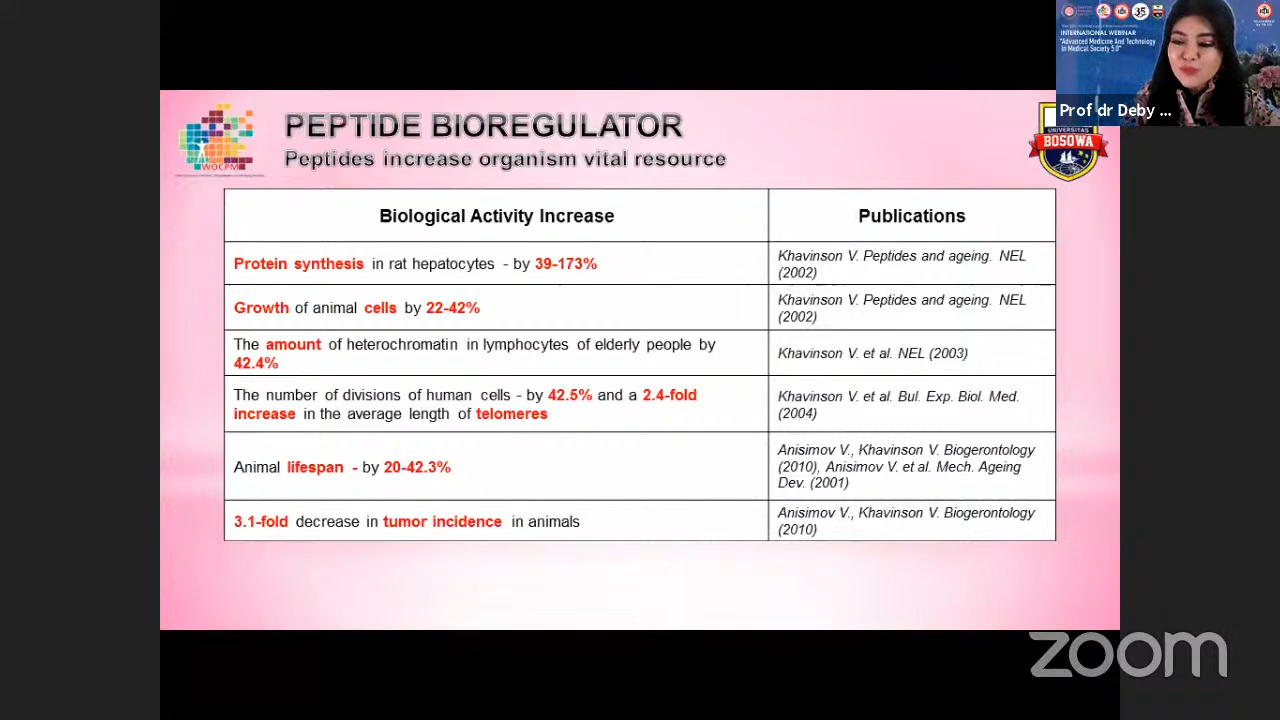 PEPTIDE BIOREGULATOR
Peptides increase organism vital resource
WOCPM
UNIVERSITAS
BOSOWA
35
INTERNATIONAL WEBINAR
"Advanced Medicine And Technology
In Medical Society 5.0"
Prof dr Deby ...
Biological Activity Increase
Publications
Protein synthesis in rat hepatocytes - by 39-173%
Khavinson V. Peptides and ageing. NEL
(2002)
Growth of animal cells by 22-42%
Khavinson V. Peptides and ageing. NEL
(2002)
The amount of heterochromatin in lymphocytes of elderly people by
42.4%
Khavinson V. et al. NEL (2003)
The number of divisions of human cells - by 42.5% and a 2.4-fold
increase in the average length of telomeres
Khavinson V. et al. Bul. Exp. Biol. Med.
(2004)
Animal lifespan - by 20-42.3%
Anisimov V., Khavinson V. Biogerontology
(2010), Anisimov V. et al. Mech. Ageing
Dev. (2001)
3.1-fold decrease in tumor incidence in animals
Anisimov V., Khavinson V. Biogerontology
(2010)
zoom